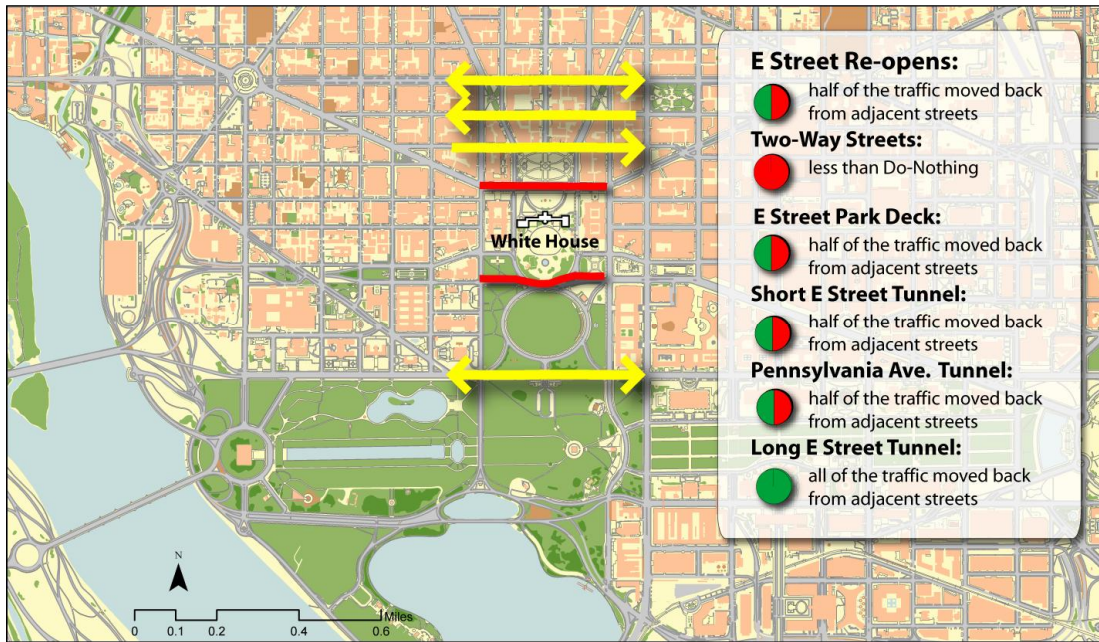 E Street Re-opens:
half of the traffic moved back
from adjacent streets
Two-Way Streets:
less than Do-Nothing
E Street Park Deck:
half of the traffic moved back
from adjacent streets
Short E Street Tunnel:
half of the traffic moved back
from adjacent streets
Pennsylvania Ave. Tunnel:
half of the traffic moved back
from adjacent streets
Long E Street Tunnel:
all of the traffic moved back
from adjacent streets
White House
N
Miles
0 0.1 0.2 0.4 0.6